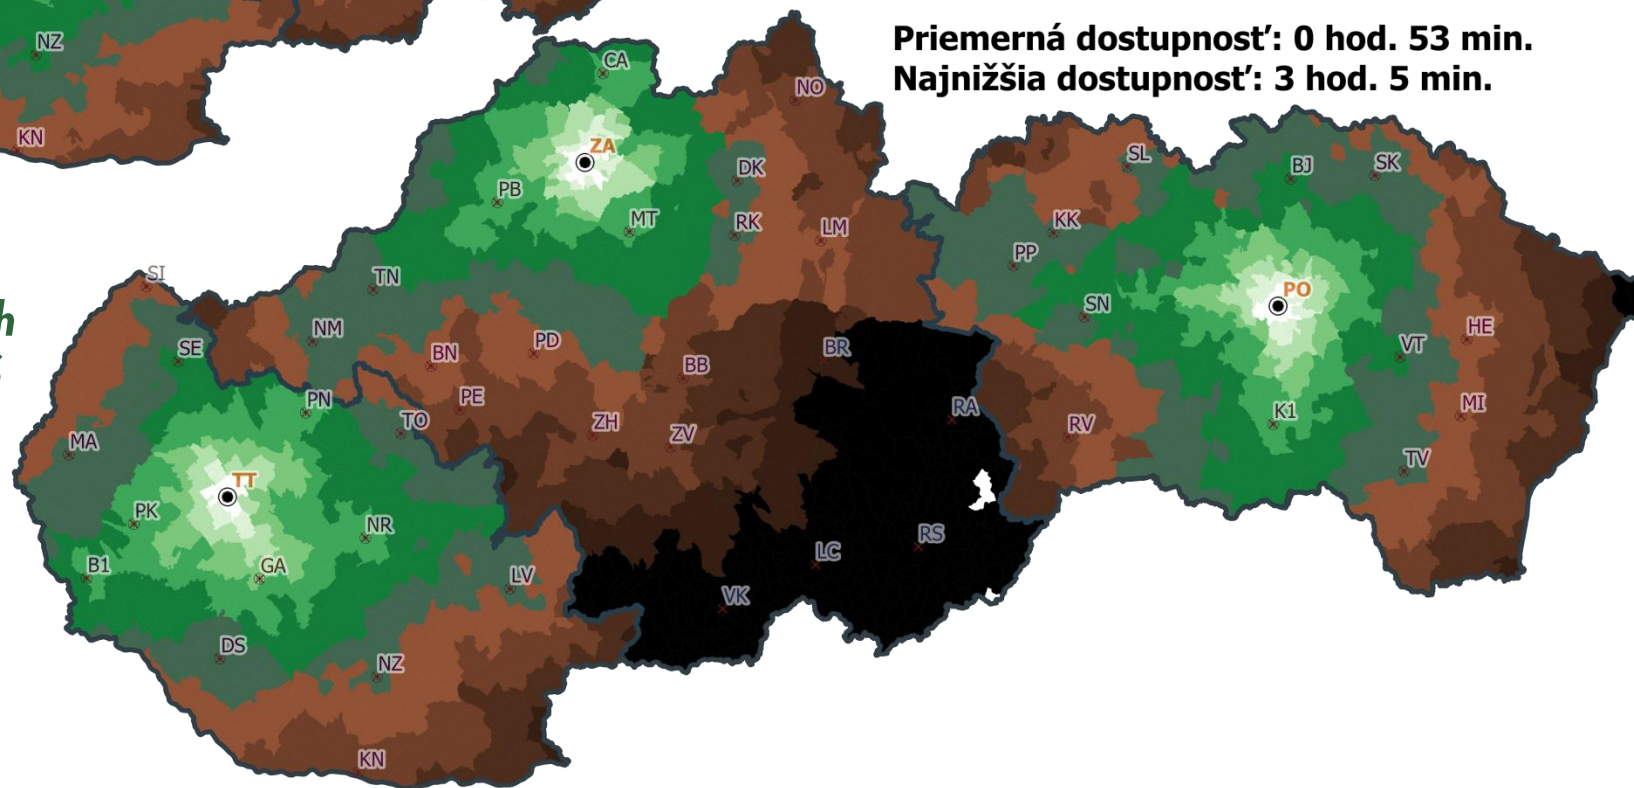 Priemerná dostupnosť: 0 hod. 53 min.
Najnižšia dostupnosť: 3 hod. 5 min.
NZ
KN
CA
NO
ZA
DK
SL
BJ
SK
PB
MT
RK
LM
KK
PP
TN
SI
h
SN
PO
NM
SE
BN
PD
BB
BR
VT
HE
PN
PE
TO
ZH
ZV
RA
RV
K1
MI
MA
TT
TV
PK
NR
B1
GA
LV
LC
RS
VK
DS
NZ
KN